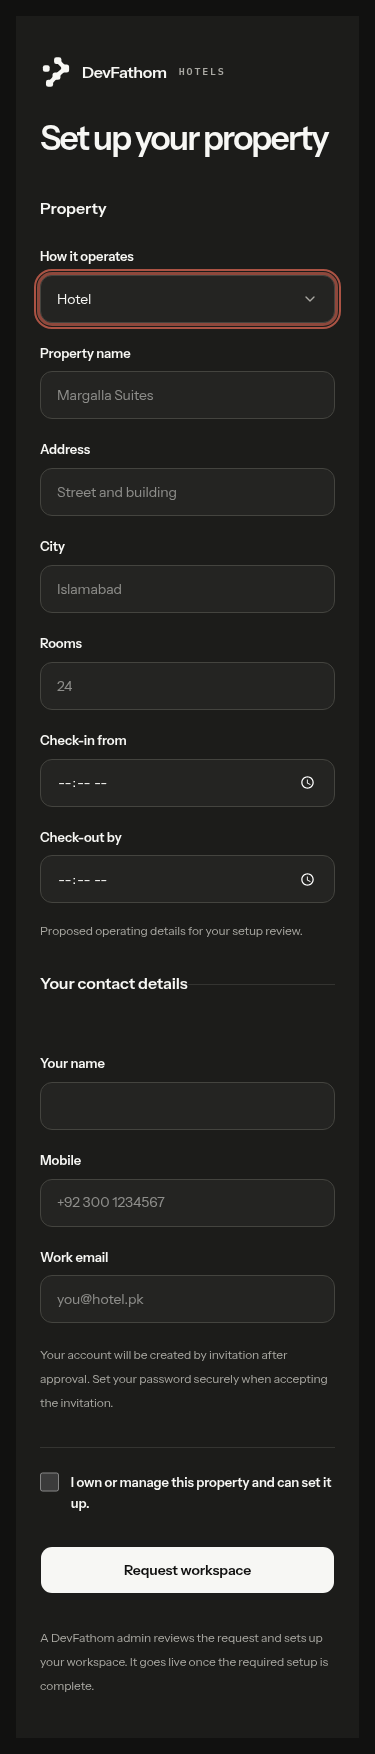 DevFathom HOTELS
Set up your property
Property
How it operates
Hotel
Property name
Margalla Suites
Address
Street and building
City
Islamabad
Rooms
24
Check-in from
--:-- --
Check-out by
--:-- --
Proposed operating details for your setup review.
Your contact details
Your name
Mobile
+92 300 1234567
Work email
you@hotel.pk
Your account will be created by invitation after
approval. Set your password securely when accepting
the invitation.
I own or manage this property and can set it
up.
Request workspace
A DevFathom admin reviews the request and sets up
your workspace. It goes live once the required setup is
complete.